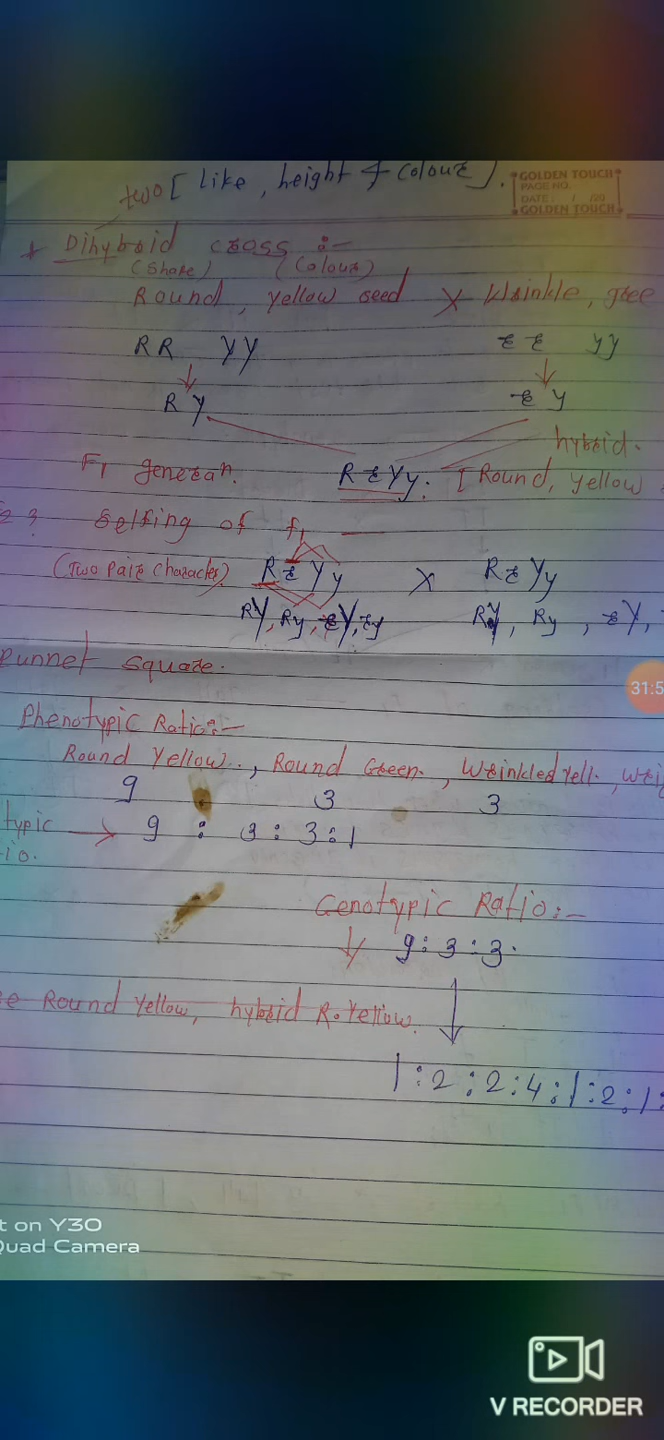 two [ like , height & Colour ].
GOLDEN TOUCH
PAGE NO.
DATE: / /20
GOLDEN TOUCH
* Dihybrid cross :-
(Shape) (Colour)
Round , yellow seed X Wrinkle, gree
RR YY rr yy
RY ry
hybrid.
F1 generan. RrYy. [ Round, yellow
Selfing of f1
(Two pair character) RrYy X RrYy
RY, Ry, rY, ry RY, Ry, rY,
Punnet square.
31:5
Phenotypic Ratio:-
Round Yellow.., Round Green. , Wrinkled Yell. , Wri
9 3 3
typic → 9 : 3 : 3 : 1
io.
Genotypic Ratio:-
9:3:3.
e Round Yellow, hybrid R.Yellow.
1:2:2:4:1:2:1:
t on Y30
Quad Camera
V RECORDER